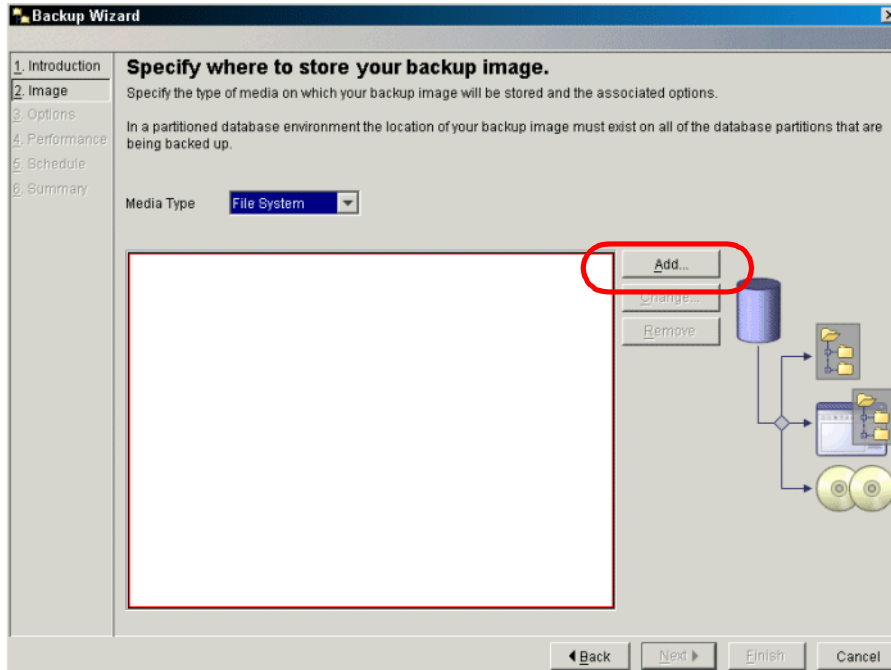 Backup Wizard
1. Introduction
2. Image
3. Options
4. Performance
5. Schedule
6. Summary
Specify where to store your backup image.
Specify the type of media on which your backup image will be stored and the associated options.
In a partitioned database environment the location of your backup image must exist on all of the database partitions that are
being backed up.
Media Type File System
Add...
Change...
Remove
Back Next Finish Cancel